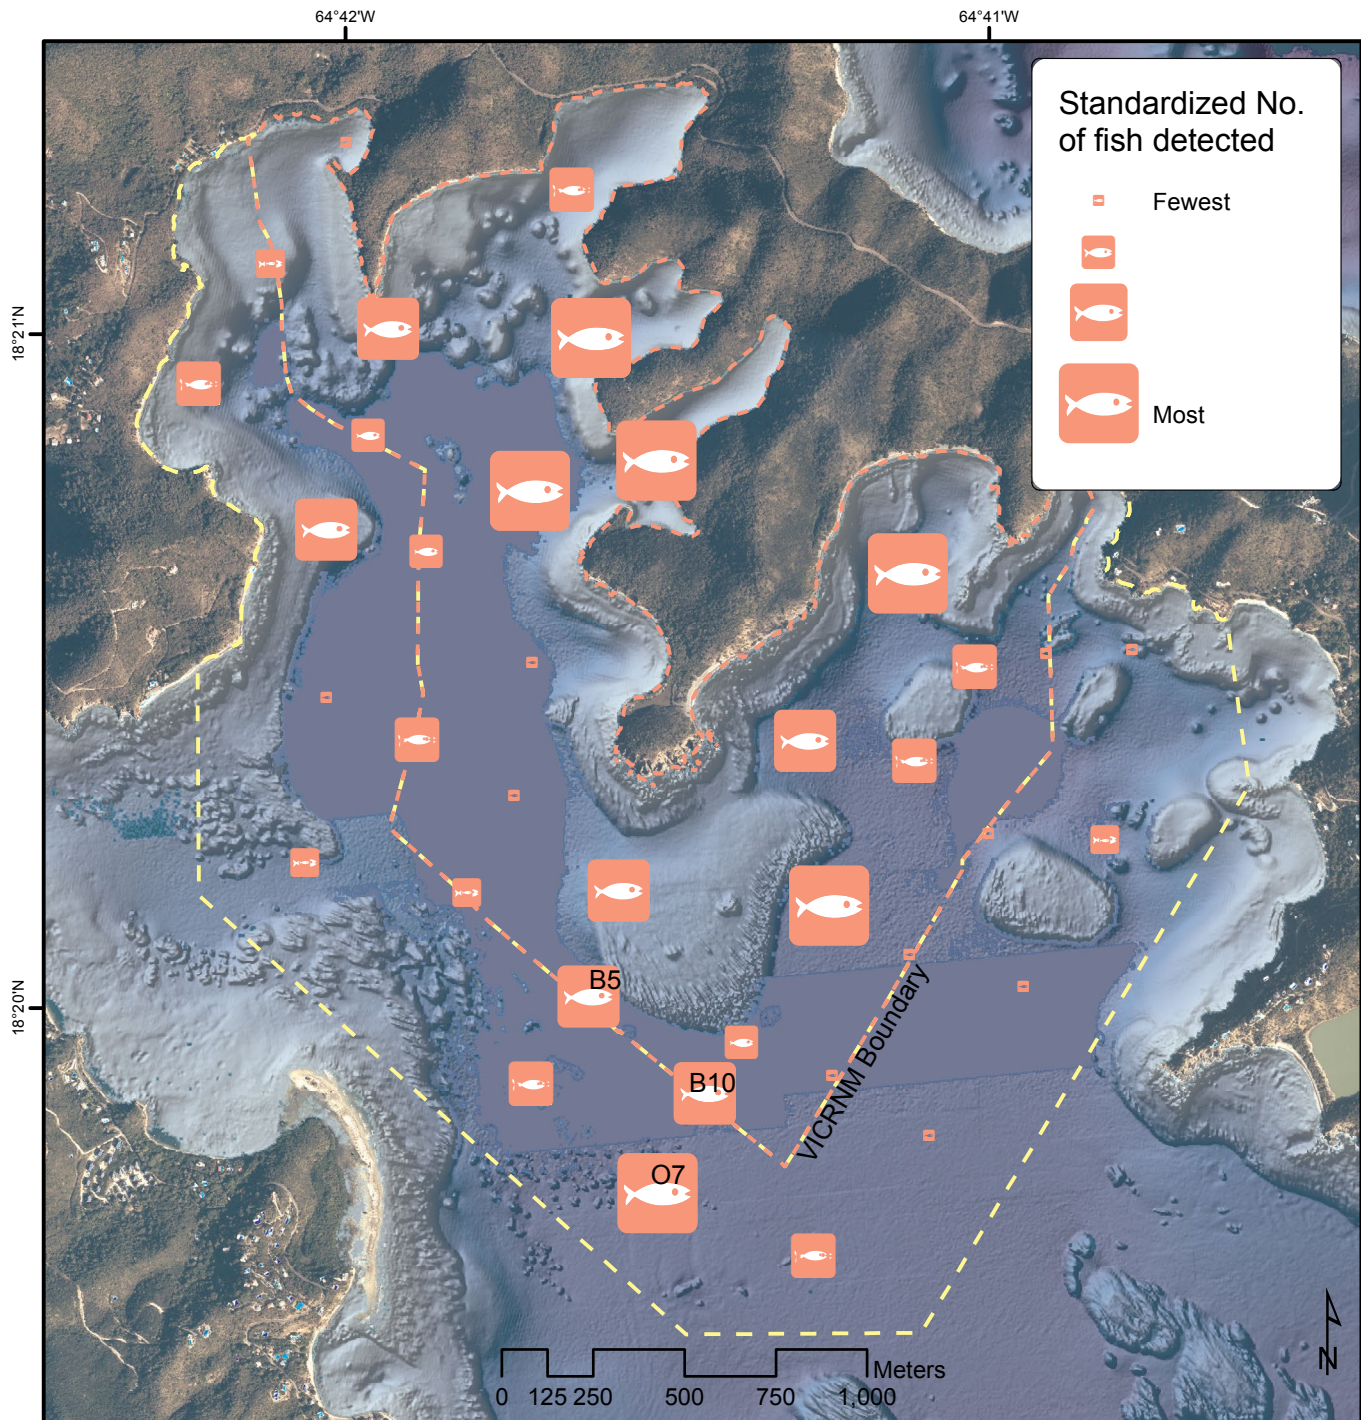 64°42'W
64°41'W
Standardized No.
of fish detected
Fewest
Most
18°21'N
18°20'N
B5
B10
VICRNM Boundary
O7
Meters
0 125 250 500 750 1,000
N